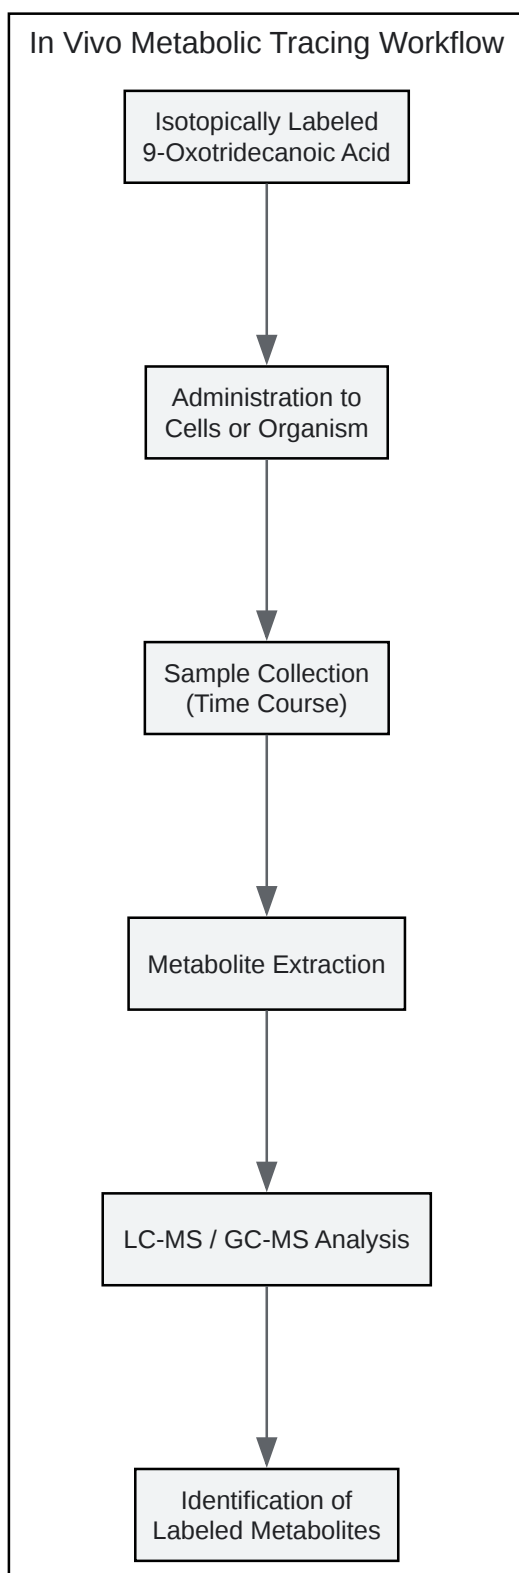 In Vivo Metabolic Tracing Workflow
Isotopically Labeled
9-Oxotridecanoic Acid
Administration to
Cells or Organism
Sample Collection
(Time Course)
Metabolite Extraction
LC-MS / GC-MS Analysis
Identification of
Labeled Metabolites